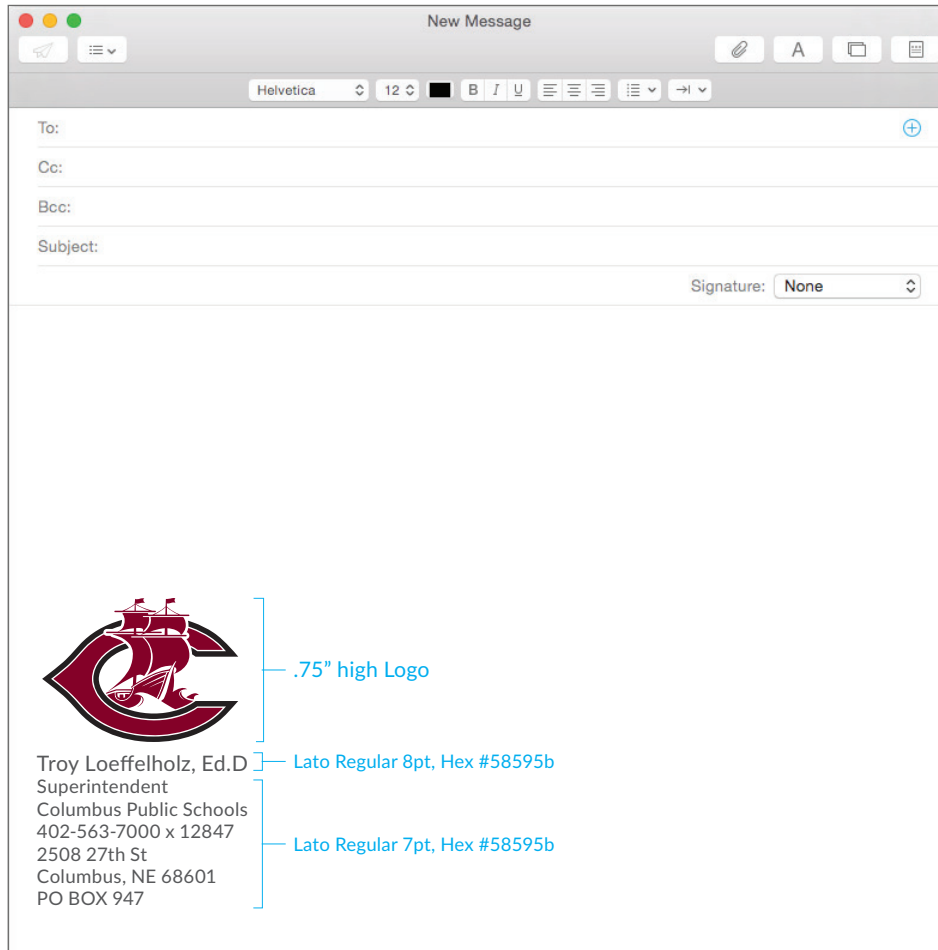 New Message
A
Helvetica 12 B I U
To:
Cc:
Bcc:
Subject:
Signature: None
.75” high Logo
Troy Loeffelholz, Ed.D
Lato Regular 8pt, Hex #58595b
Superintendent
Columbus Public Schools
402-563-7000 x 12847
2508 27th St
Columbus, NE 68601
PO BOX 947
Lato Regular 7pt, Hex #58595b